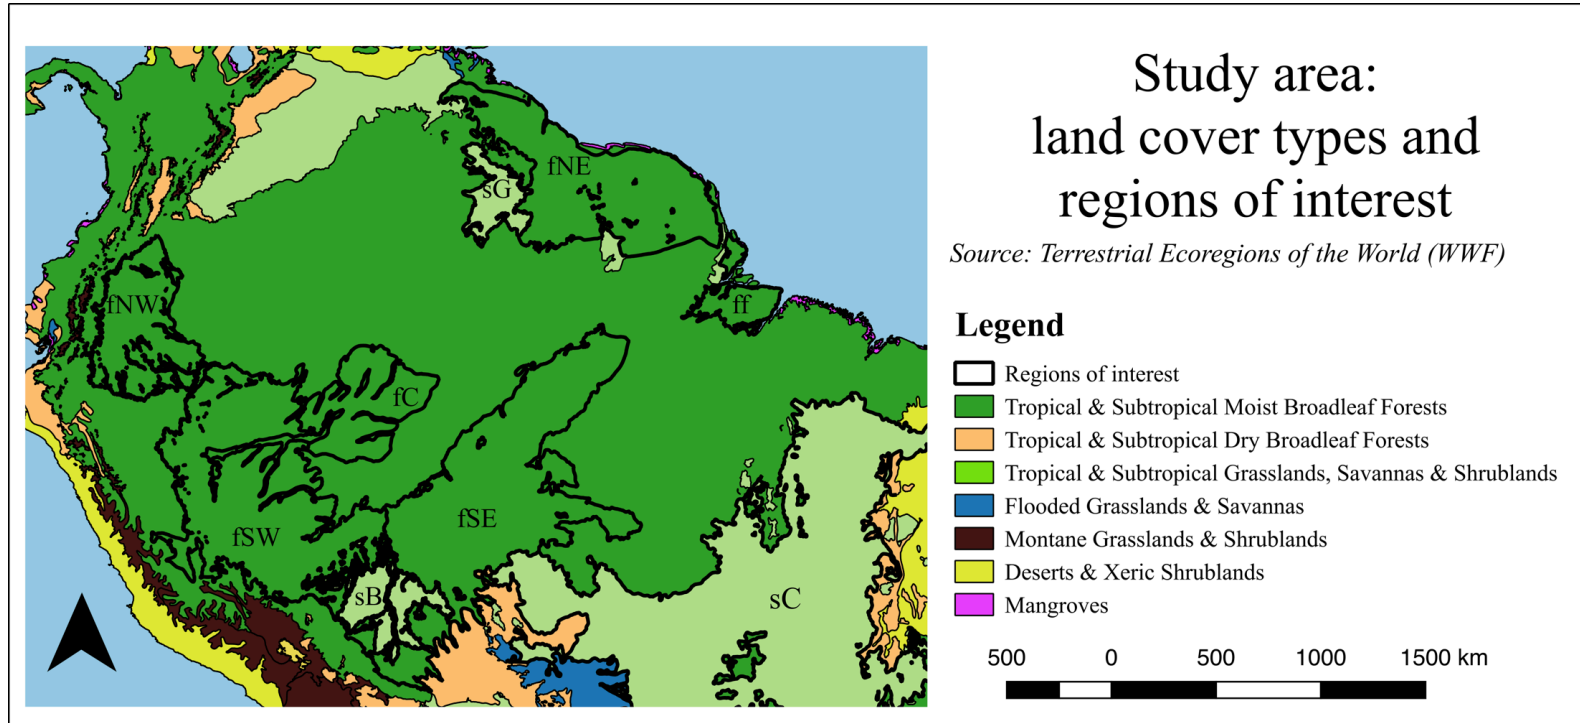 Study area:
land cover types and
regions of interest
Source: Terrestrial Ecoregions of the World (WWF)
Legend
Regions of interest
Tropical & Subtropical Moist Broadleaf Forests
Tropical & Subtropical Dry Broadleaf Forests
Tropical & Subtropical Grasslands, Savannas & Shrublands
Flooded Grasslands & Savannas
Montane Grasslands & Shrublands
Deserts & Xeric Shrublands
Mangroves
500 0 500 1000 1500 km
fNE
sG
fNW
ff
fC
fSE
fSW
sB
sC